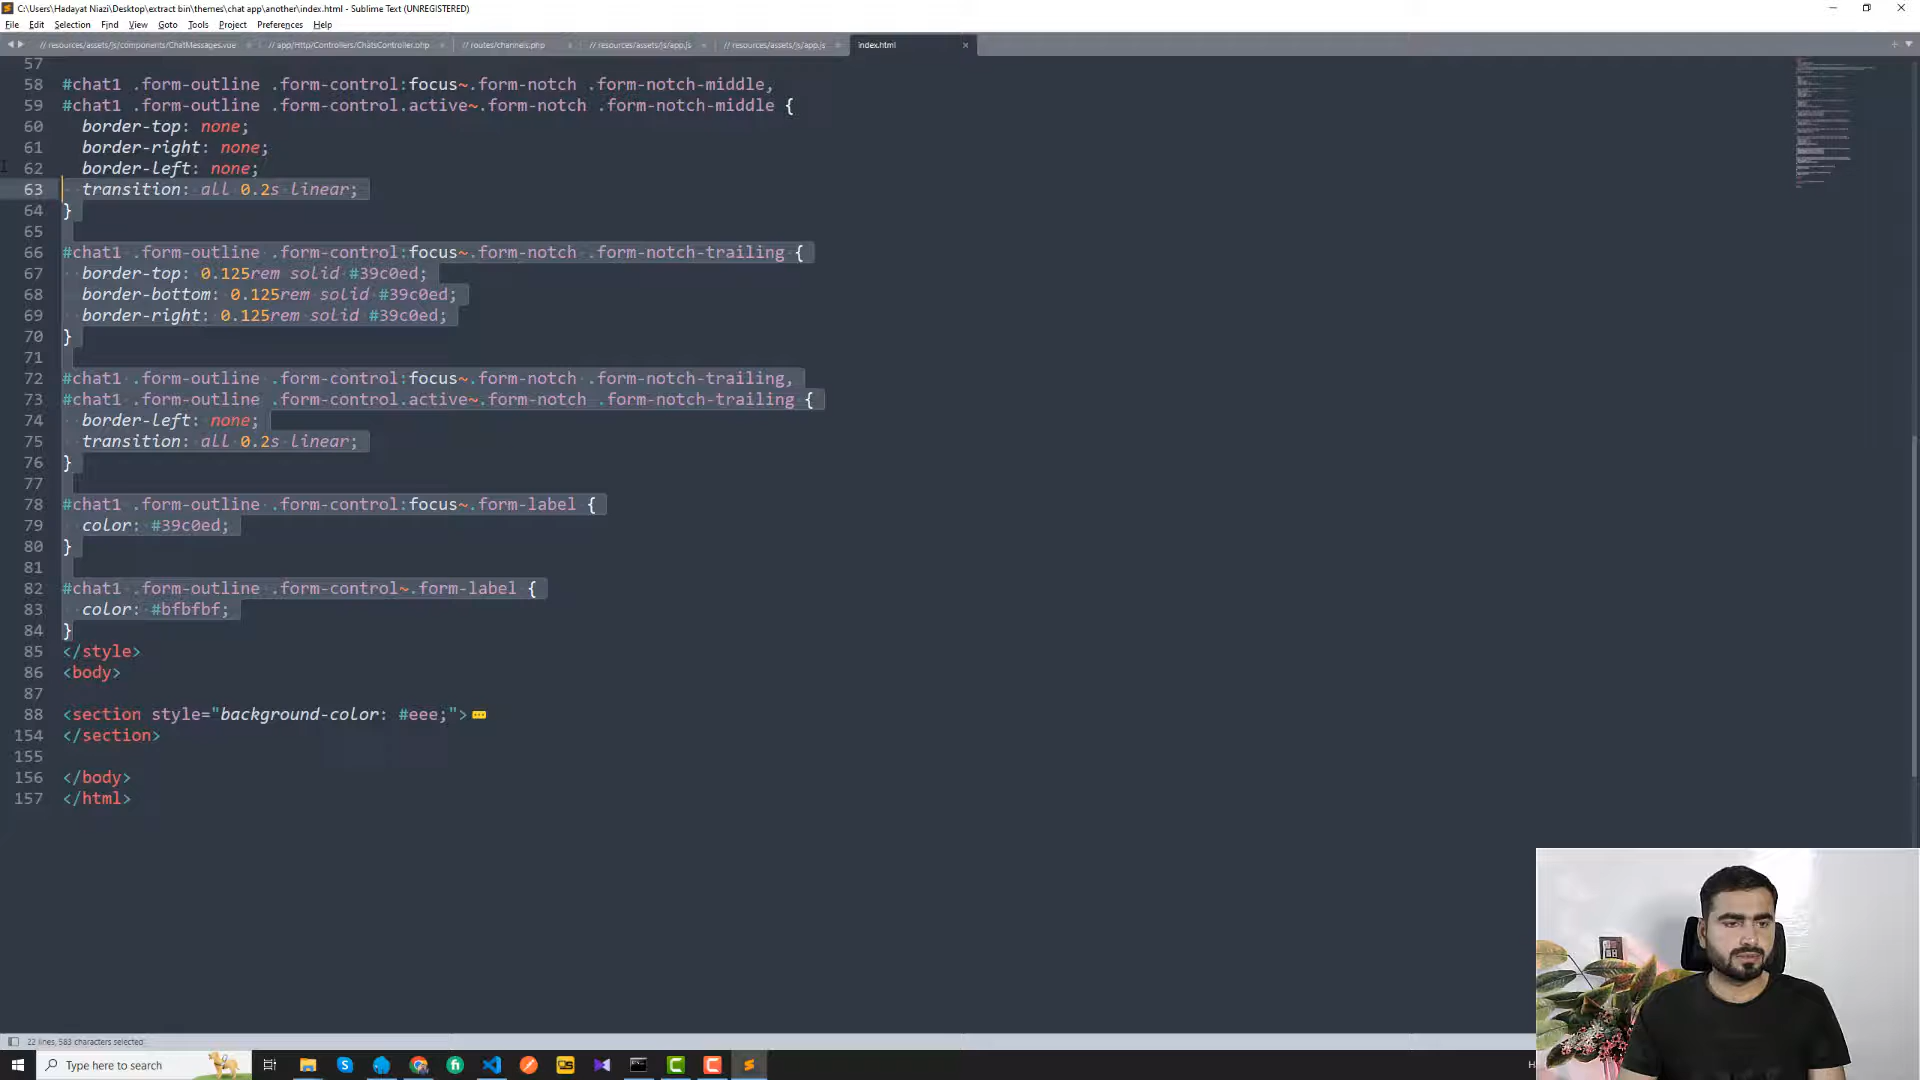 C:\Users\Hadayat Niazi\Desktop\extract bin\themes\chat app\another\index.html - Sublime Text (UNREGISTERED)
File Edit Selection Find View Goto Tools Project Preferences Help
// resources/assets/js/components/ChatMessages.vue // app/Http/Controllers/ChatsController.php // routes/channels.php // resources/assets/js/app.js // resources/assets/js/app.js index.html
57
58 #chat1 .form-outline .form-control:focus~.form-notch .form-notch-middle,
59 #chat1 .form-outline .form-control.active~.form-notch .form-notch-middle {
60 border-top: none;
61 border-right: none;
62 border-left: none;
63 transition: all 0.2s linear;
64 }
65
66 #chat1 .form-outline .form-control:focus~.form-notch .form-notch-trailing {
67 border-top: 0.125rem solid #39c0ed;
68 border-bottom: 0.125rem solid #39c0ed;
69 border-right: 0.125rem solid #39c0ed;
70 }
71
72 #chat1 .form-outline .form-control:focus~.form-notch .form-notch-trailing,
73 #chat1 .form-outline .form-control.active~.form-notch .form-notch-trailing {
74 border-left: none;
75 transition: all 0.2s linear;
76 }
77
78 #chat1 .form-outline .form-control:focus~.form-label {
79 color: #39c0ed;
80 }
81
82 #chat1 .form-outline .form-control~.form-label {
83 color: #bfbfbf;
84 }
85 </style>
86 <body>
87
88 <section style="background-color: #eee;">
154 </section>
155
156 </body>
157 </html>
22 lines, 583 characters selected
Type here to search